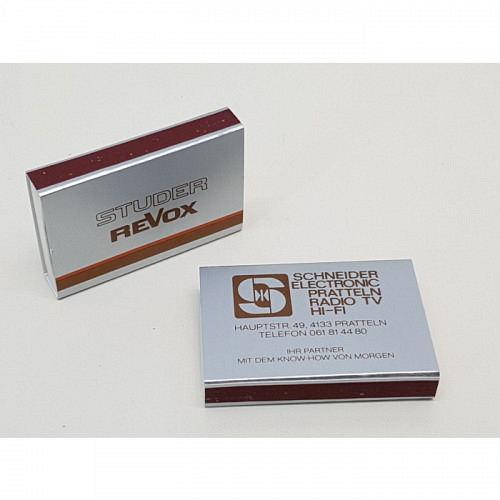 STUDER
REVOX
SCHNEIDER
ELECTRONIC
PRATTELN
RADIO TV
HI-FI
HAUPTSTR. 49, 4133 PRATTELN
TELEFON 061 81 44 80
IHR PARTNER
MIT DEM KNOW-HOW VON MORGEN